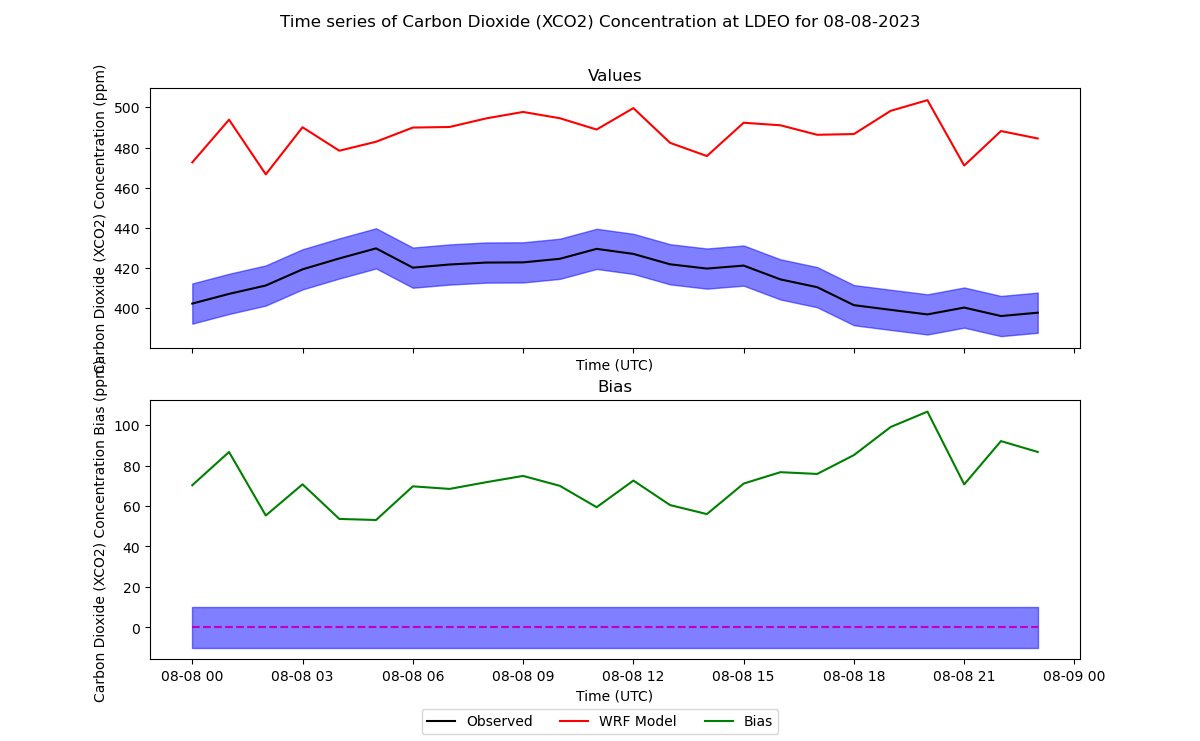 Time series of Carbon Dioxide (XCO2) Concentration at LDEO for 08-08-2023
Values
Carbon Dioxide (XCO2) Concentration (ppm)
500
480
460
440
420
400
Time (UTC)
Bias
Carbon Dioxide (XCO2) Concentration Bias (ppm)
100
80
60
40
20
0
08-08 00 08-08 03 08-08 06 08-08 09 08-08 12 08-08 15 08-08 18 08-08 21 08-09 00
Time (UTC)
Observed WRF Model Bias